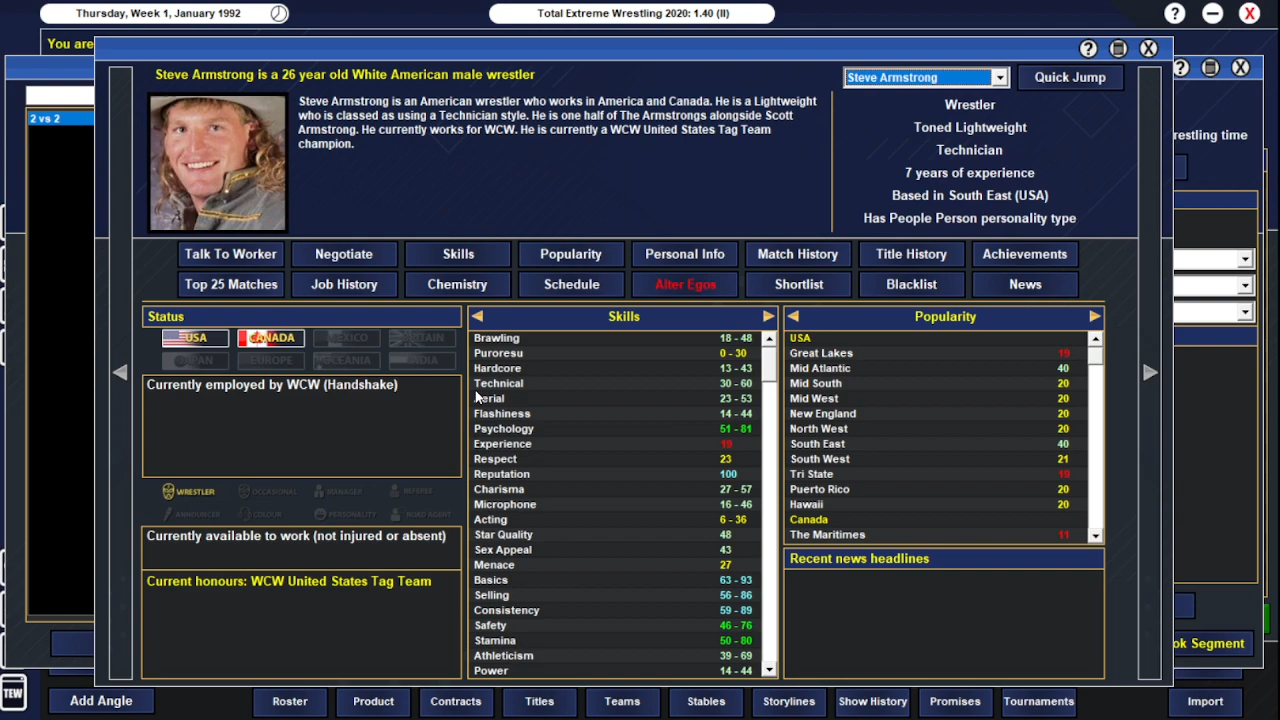 Thursday, Week 1, January 1992
Total Extreme Wrestling 2020: 1.40 (II)
? X
You are
? X
Steve Armstrong is a 26 year old White American male wrestler
Steve Armstrong
Quick Jump
? X
2 vs 2
Steve Armstrong is an American wrestler who works in America and Canada. He is a Lightweight
who is classed as using a Technician style. He is one half of The Armstrongs alongside Scott
Armstrong. He currently works for WCW. He is currently a WCW United States Tag Team
champion.
Wrestler
Toned Lightweight
Technician
7 years of experience
Based in South East (USA)
Has People Person personality type
restling time
Talk To Worker Negotiate Skills Popularity Personal Info Match History Title History Achievements
Top 25 Matches Job History Chemistry Schedule Alter Egos Shortlist Blacklist News
Status
USA CANADA MEXICO BRITAIN
JAPAN EUROPE OCEANIA INDIA
Currently employed by WCW (Handshake)
WRESTLER OCCASIONAL MANAGER REFEREE
ANNOUNCER COLOUR PERSONALITY ROAD AGENT
Currently available to work (not injured or absent)
Current honours: WCW United States Tag Team
Skills
Brawling 18 - 48
Puroresu 0 - 30
Hardcore 13 - 43
Technical 30 - 60
erial 23 - 53
Flashiness 14 - 44
Psychology 51 - 81
Experience 19
Respect 23
Reputation 100
Charisma 27 - 57
Microphone 16 - 46
Acting 6 - 36
Star Quality 48
Sex Appeal 43
Menace 27
Basics 63 - 93
Selling 56 - 86
Consistency 59 - 89
Safety 46 - 76
Stamina 50 - 80
Athleticism 39 - 69
Power 14 - 44
Popularity
USA
Great Lakes 19
Mid Atlantic 40
Mid South 20
Mid West 20
New England 20
North West 20
South East 40
South West 21
Tri State 19
Puerto Rico 20
Hawaii 20
Canada
The Maritimes 11
Recent news headlines
ok Segment
TEW
Add Angle Roster Product Contracts Titles Teams Stables Storylines Show History Promises Tournaments Import